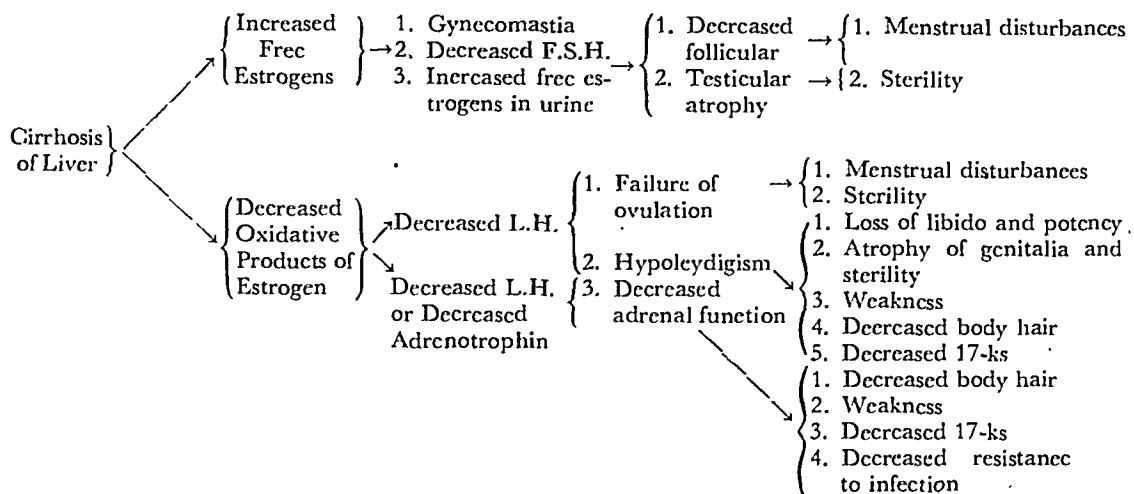 Increased
Free
Estrogens
1. Gynecomastia
2. Decreased F.S.H.
3. Increased free es-
trogens in urine
1. Decreased
follicular
2. Testicular
atrophy
1. Menstrual disturbances
2. Sterility
Cirrhosis
of Liver
Decreased
Oxidative
Products of
Estrogen
Decreased L.H.
1. Failure of
ovulation
2. Hypoleydigism
Decreased L.H.
or Decreased
Adrenotrophin
3. Decreased
adrenal function
1. Menstrual disturbances
2. Sterility
1. Loss of libido and potency
2. Atrophy of genitalia and
sterility
3. Weakness
4. Decreased body hair
5. Decreased 17-ks
1. Decreased body hair
2. Weakness
3. Decreased 17-ks
4. Decreased resistance
to infection